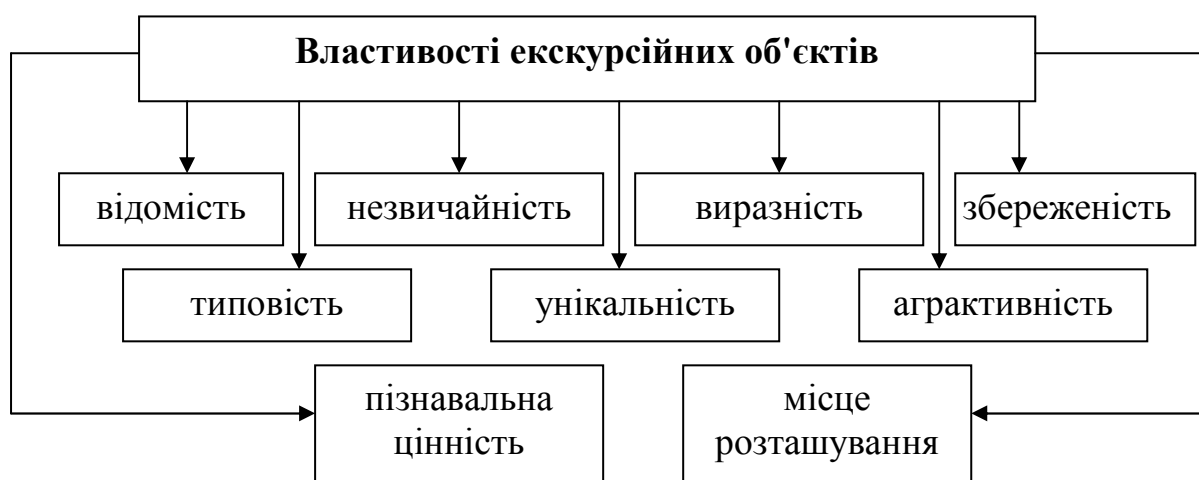 Властивості екскурсійних об'єктів
відомість
незвичайність
виразність
збереженість
типовість
унікальність
аграктивність
пізнавальна
цінність
місце
розташування